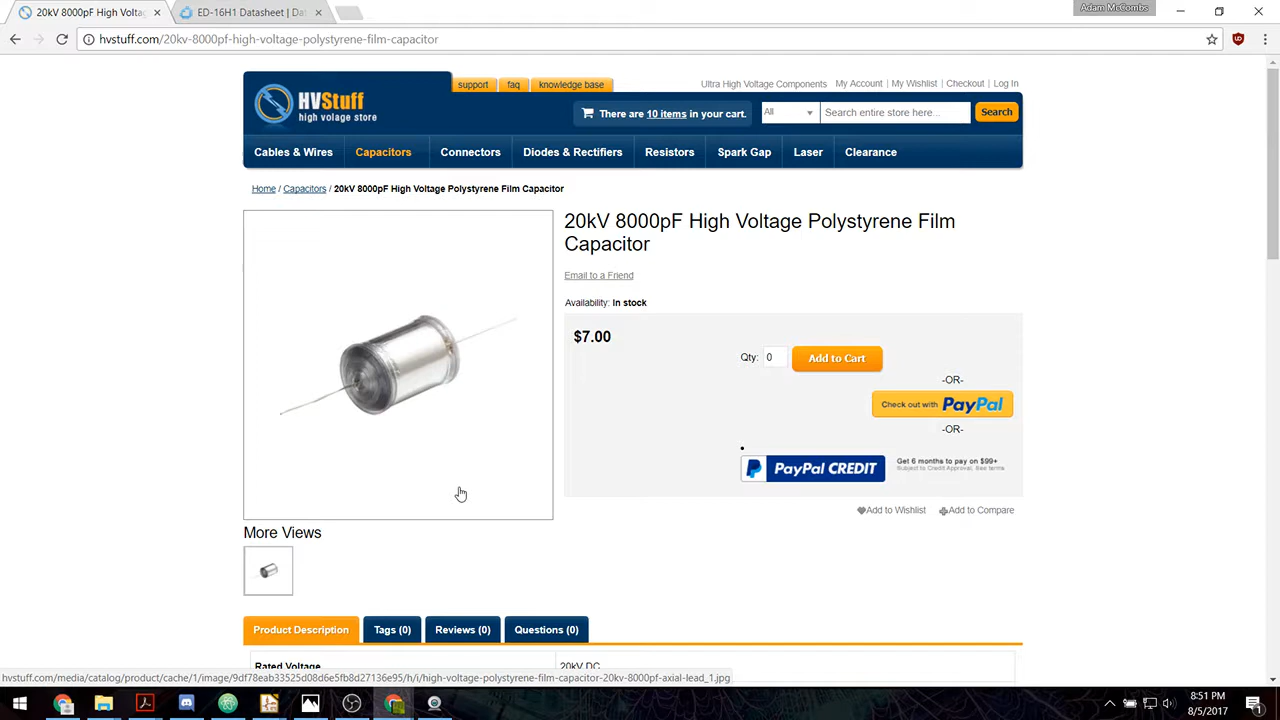 20kV 8000pF High Voltage
ED-16H1 Datasheet | Da
Adam McCombs
hvstuff.com/20kv-8000pf-high-voltage-polystyrene-film-capacitor
support
faq
knowledge base
Ultra High Voltage Components
My Account
My Wishlist
Checkout
Log In
HVStuff
high volage store
There are 10 items in your cart.
All
Search entire store here...
Search
Cables & Wires
Capacitors
Connectors
Diodes & Rectifiers
Resistors
Spark Gap
Laser
Clearance
Home / Capacitors / 20kV 8000pF High Voltage Polystyrene Film Capacitor
20kV 8000pF High Voltage Polystyrene Film
Capacitor
Email to a Friend
Availability: In stock
$7.00
Qty: 0
Add to Cart
-OR-
Check out with PayPal
-OR-
PayPal CREDIT
Get 6 months to pay on $99+
Subject to Credit Approval. See terms
Add to Wishlist
Add to Compare
More Views
Product Description
Tags (0)
Reviews (0)
Questions (0)
Rated Voltage
20kV DC
hvstuff.com/media/catalog/product/cache/1/image/9df78eab33525d08d6e5fb8d27136e95/h/i/high-voltage-polystyrene-film-capacitor-20kv-8000pf-axial-lead_1.jpg
8:51 PM
8/5/2017